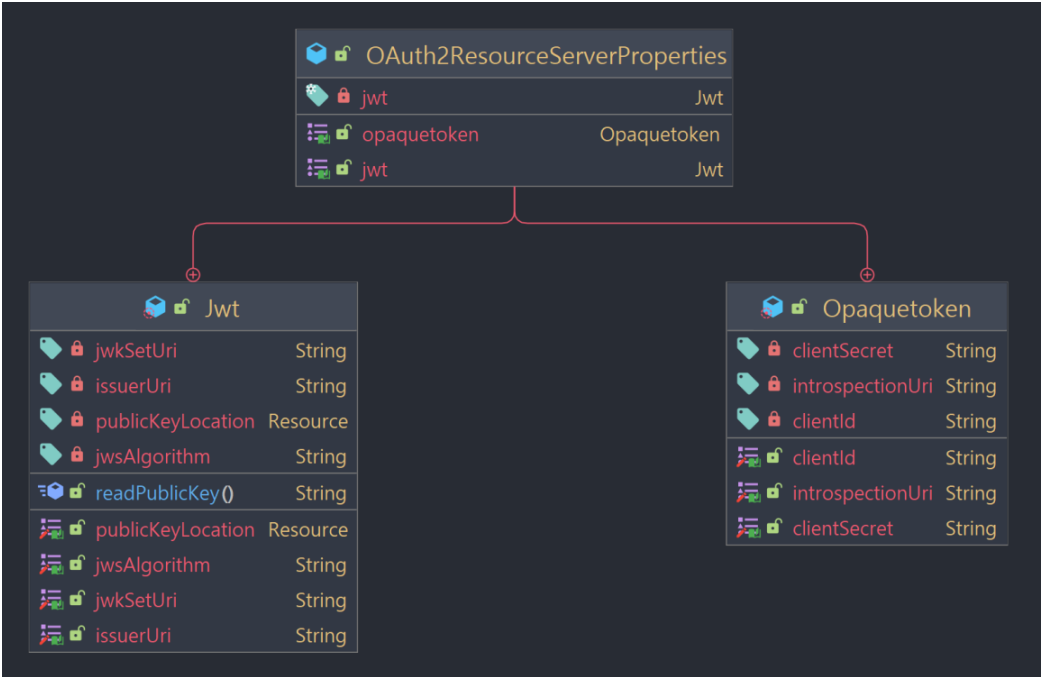 OAuth2ResourceServerProperties
jwt Jwt
opaquetoken Opaquetoken
jwt Jwt
Jwt
jwkSetUri String
issuerUri String
publicKeyLocation Resource
jwsAlgorithm String
readPublicKey() String
publicKeyLocation Resource
jwsAlgorithm String
jwkSetUri String
issuerUri String
Opaquetoken
clientSecret String
introspectionUri String
clientId String
clientId String
introspectionUri String
clientSecret String